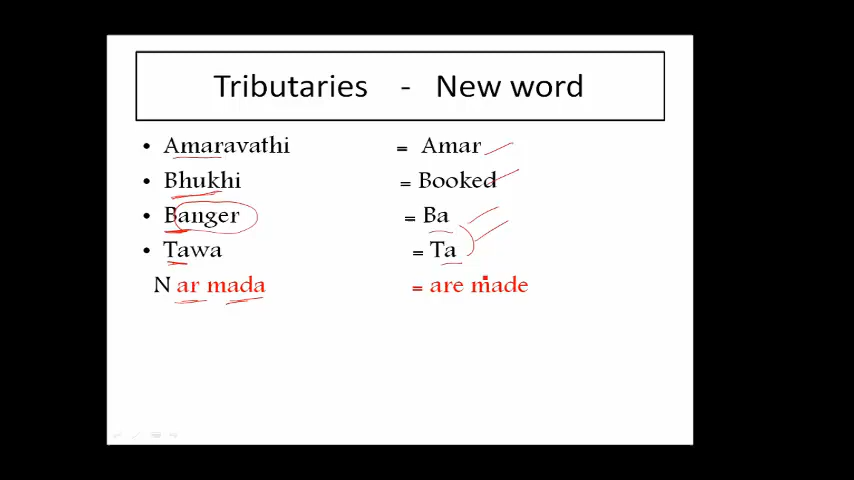 Tributaries - New word
• Amaravathi = Amar
• Bhukhi = Booked
• Banger = Ba
• Tawa = Ta
N ar mada = are made